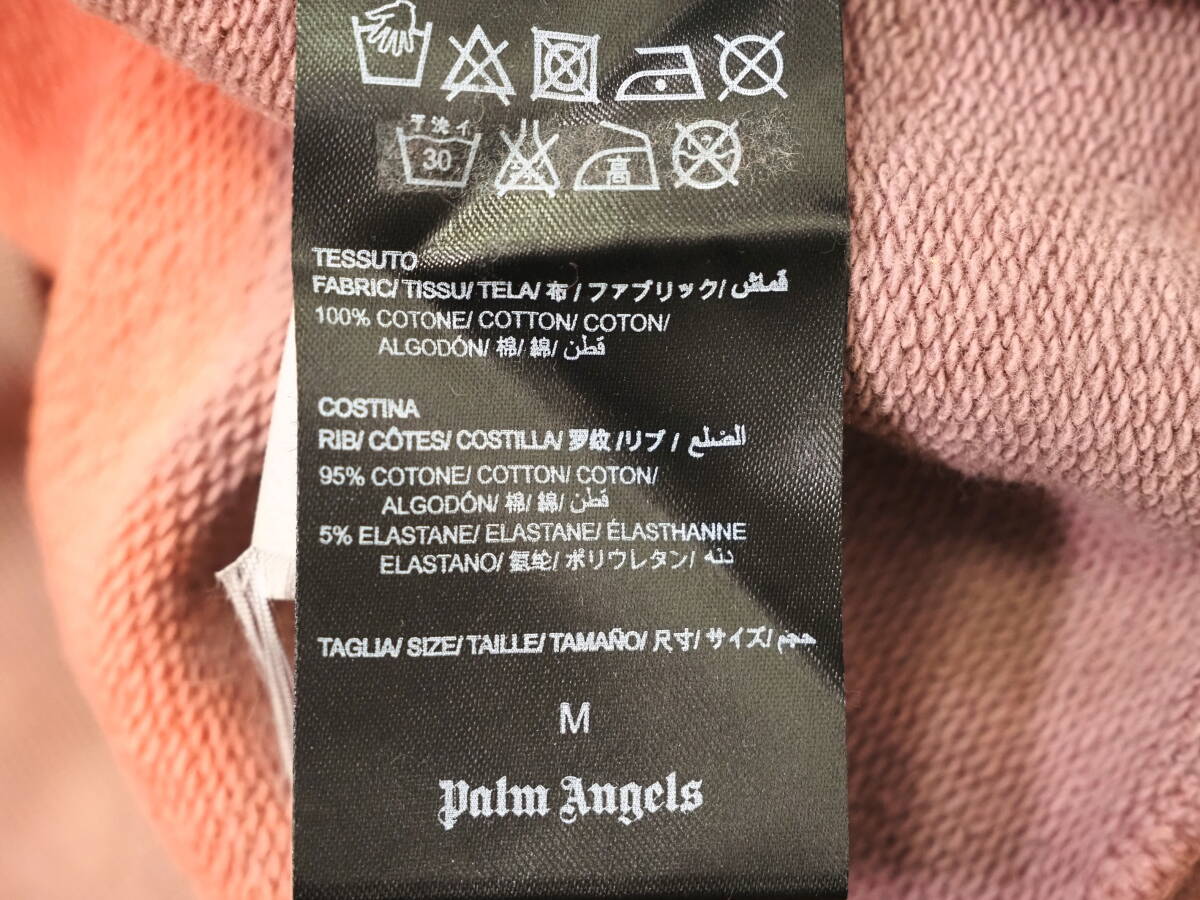 手洗イ
30
高
TESSUTO
FABRIC/ TISSU/ TELA/ 布 / ファブリック/ قماش
100% COTONE/ COTTON/ COTON/
ALGODÓN/ 棉/ 綿/ قطن
COSTINA
RIB/ CÔTES/ COSTILLA/ 罗纹 /リブ / الضلع
95% COTONE/ COTTON/ COTON/
ALGODÓN/ 棉/ 綿/ قطن
5% ELASTANE/ ELASTANE/ ÉLASTHANNE
ELASTANO/ 氨纶/ ポリウレタン/
TAGLIA/ SIZE/ TAILLE/ TAMAÑO/ 尺寸/ サイズ/ حجم
M
Palm Angels